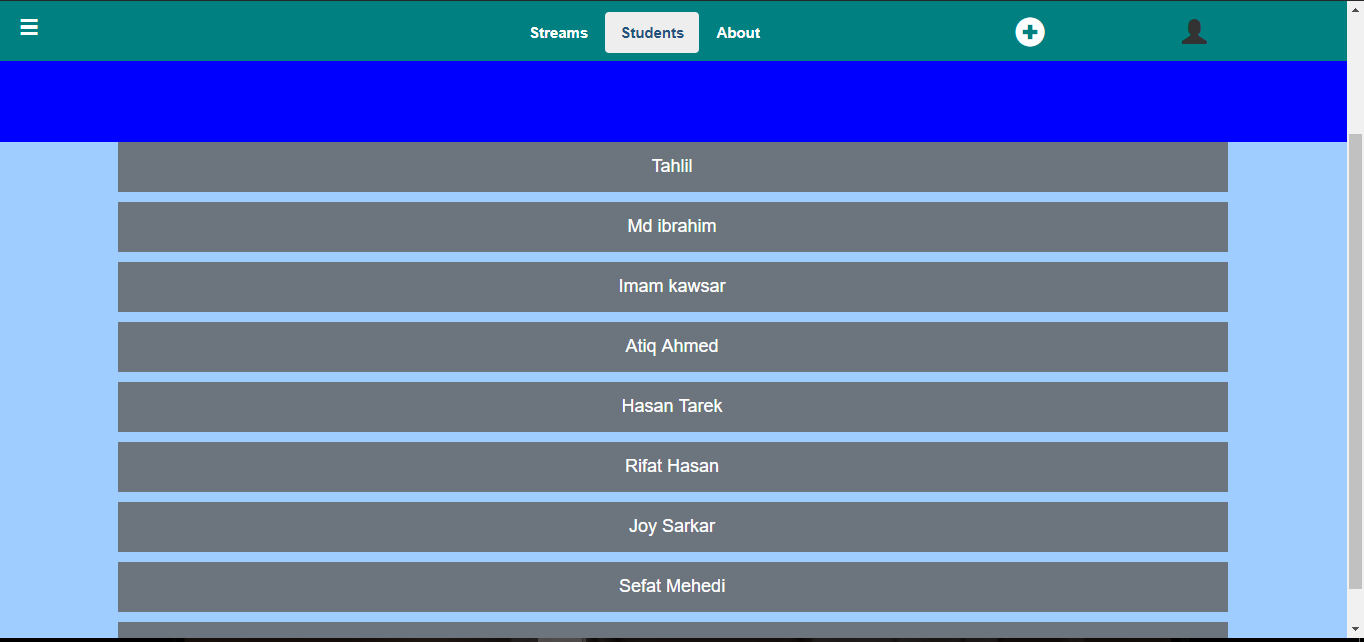 Streams Students About
Tahlil
Md ibrahim
Imam kawsar
Atiq Ahmed
Hasan Tarek
Rifat Hasan
Joy Sarkar
Sefat Mehedi